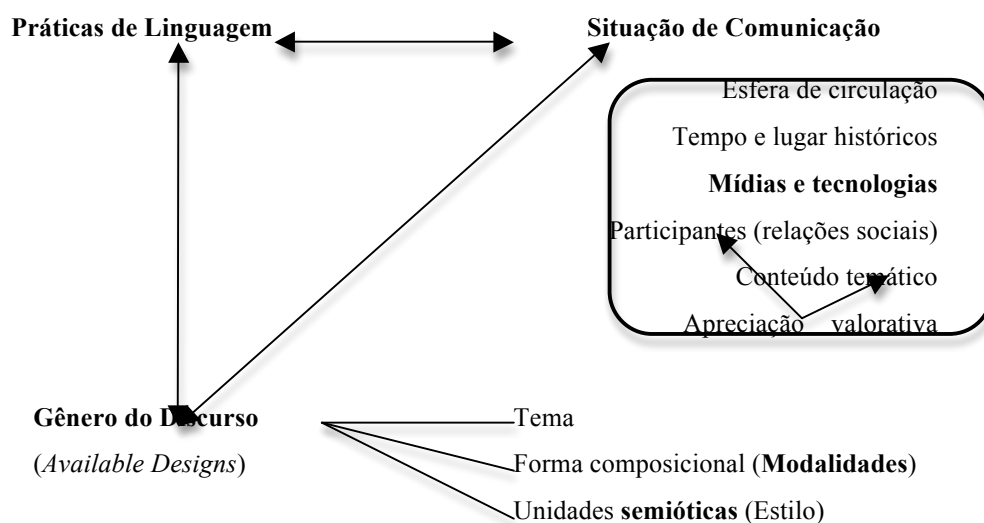 Práticas de Linguagem
Situação de Comunicação
Esfera de circulação
Tempo e lugar históricos
Mídias e tecnologias
Participantes (relações sociais)
Conteúdo temático
Apreciação valorativa
Gênero do Discurso
(Available Designs)
Tema
Forma composicional (Modalidades)
Unidades semióticas (Estilo)